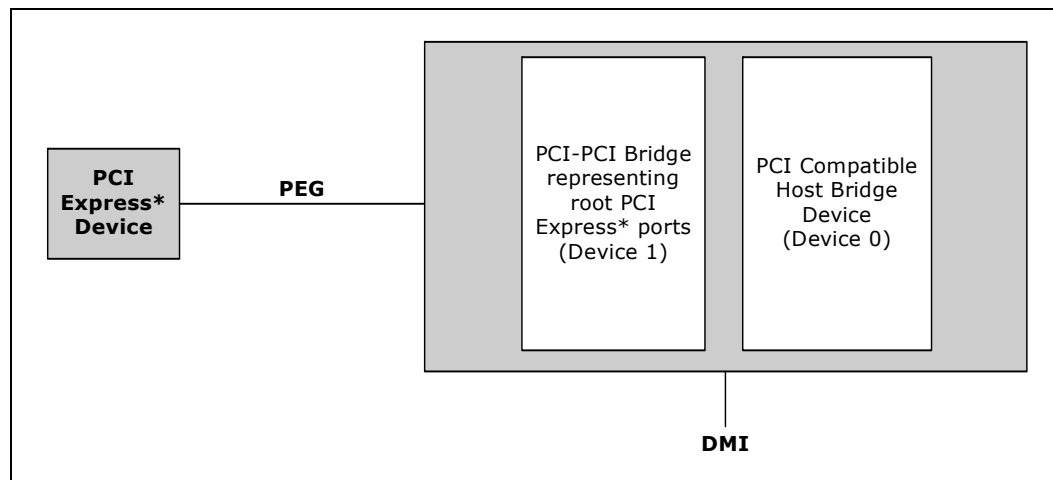 PCI
Express*
Device
PEG
PCI-PCI Bridge
representing
root PCI
Express* ports
(Device 1)
PCI Compatible
Host Bridge
Device
(Device 0)
DMI